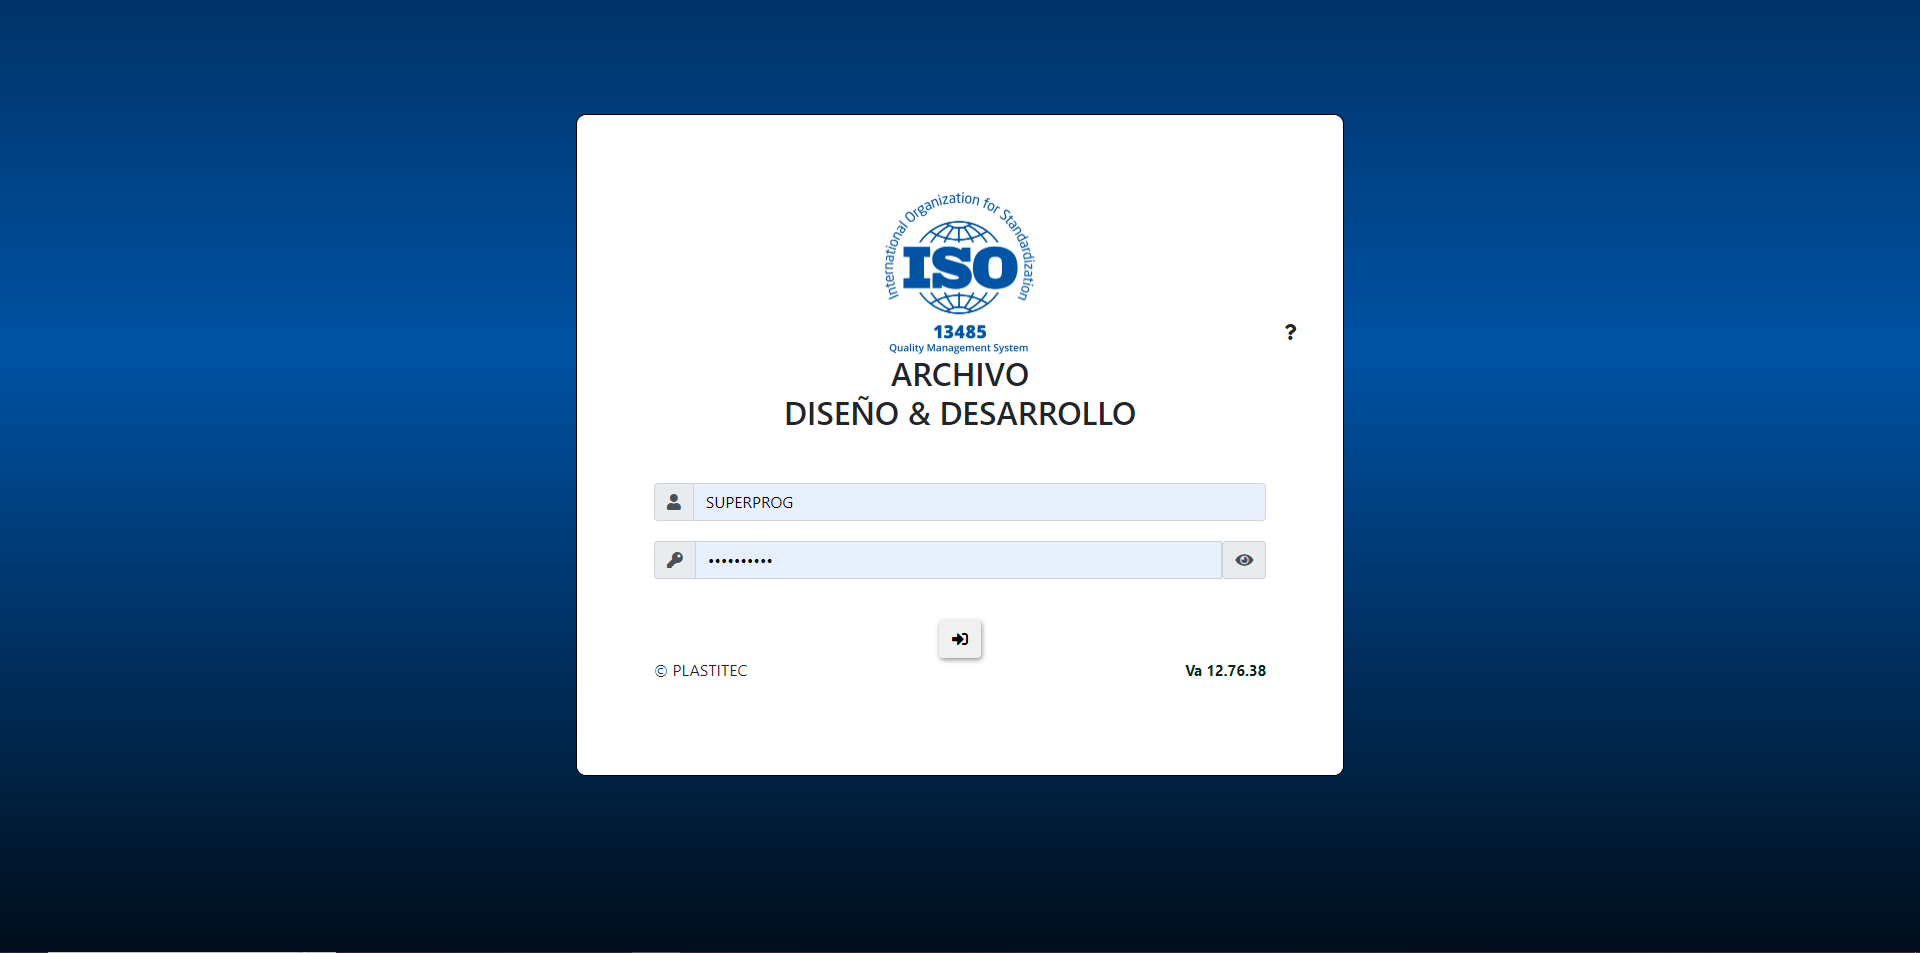 International Organization for Standardization
ISO
13485
Quality Management System
?
ARCHIVO
DISEÑO & DESARROLLO
SUPERPROG
••••••••••
© PLASTITEC
Va 12.76.38